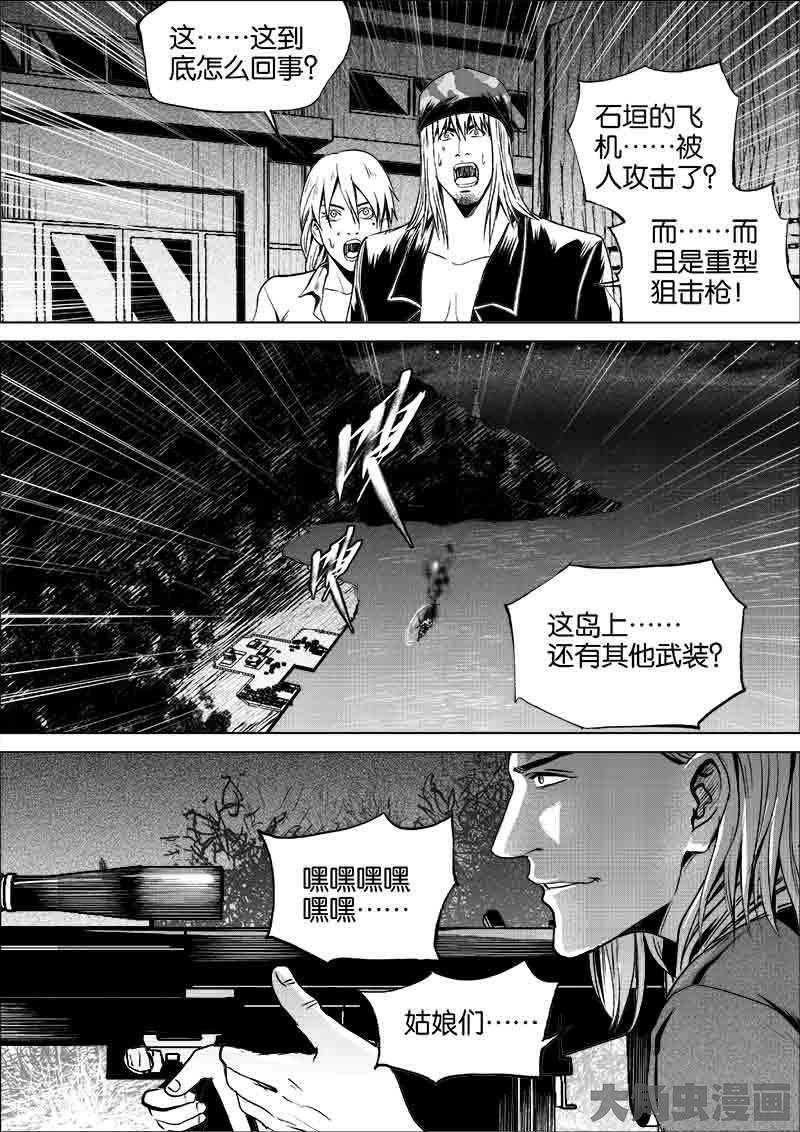 这……这到
底怎么回事？
石垣的飞
机……被
人攻击了？
而……而
且是重型
狙击枪！
这岛上……
还有其他武装？
嘿嘿嘿嘿
嘿嘿……
姑娘们……
大角虫漫画